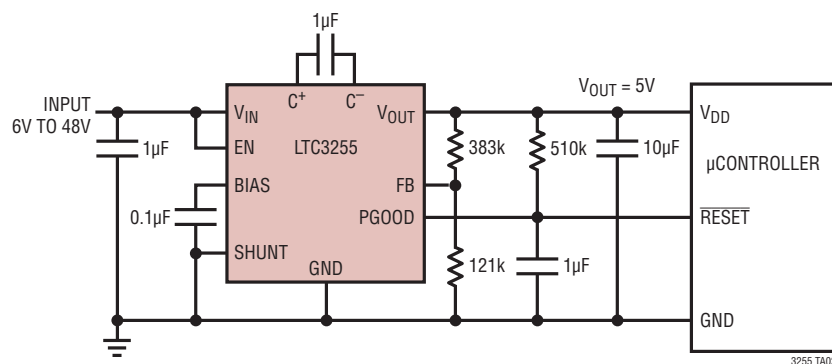 1µF
C⁺ C⁻
INPUT
6V TO 48V
VIN
EN
BIAS
SHUNT
1µF
0.1µF
LTC3255
GND
VOUT
FB
PGOOD
383k
121k
510k
1µF
VOUT = 5V
10µF
VDD
µCONTROLLER
RESET
GND
3255 TA02